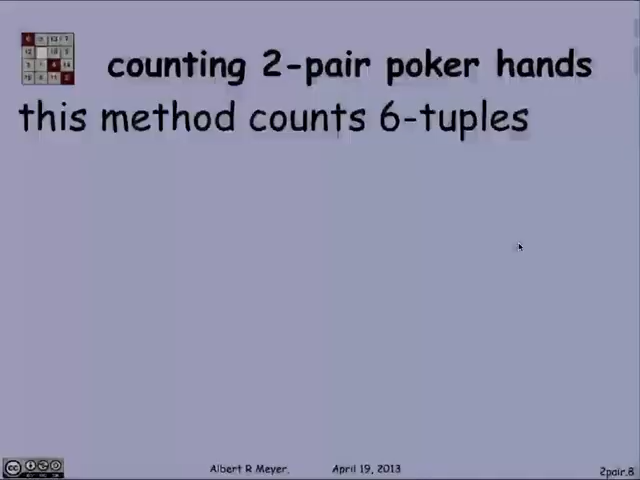 counting 2-pair poker hands
this method counts 6-tuples
Albert R Meyer, April 19, 2013 2pair.8